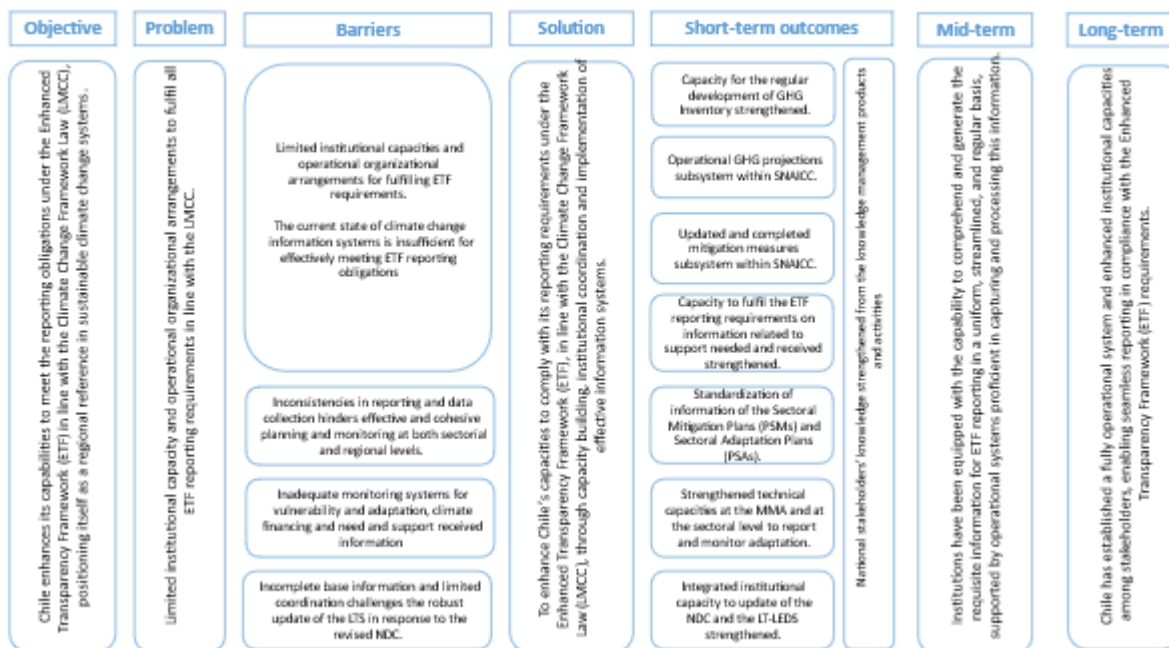 Objective
Problem
Barriers
Solution
Short-term outcomes
Mid-term
Long-term
Chile enhances its capabilities to meet the reporting obligations under the Enhanced
Transparency Framework (ETF) in line with the Climate Change Framework Law (LMCC),
positioning itself as a regional reference in sustainable climate change systems.
Limited institutional capacity and operational organizational arrangements to fulfil all
ETF reporting requirements in line with the LMCC.
Limited institutional capacities and
operational organizational
arrangements for fulfilling ETF
requirements.
The current state of climate change
information systems is insufficient for
effectively meeting ETF reporting
obligations
Inconsistencies in reporting and data
collection hinders effective and cohesive
planning and monitoring at both sectorial
and regional levels.
Inadequate monitoring systems for
vulnerability and adaptation, climate
financing and need and support received
information
Incomplete base information and limited
coordination challenges the robust
update of the LTS in response to the
revised NDC.
To enhance Chile´s capacities to comply with its reporting requirements under the
Enhanced Transparency Framework (ETF), in line with the Climate Change Framework
Law (LMCC), through capacity building, institutional coordination and implementation of
effective information systems.
Capacity for the regular
development of GHG
Inventory strengthened.
Operational GHG projections
subsystem within SNAICC.
Updated and completed
mitigation measures
subsystem within SNAICC.
Capacity to fulfil the ETF
reporting requirements on
information related to
support needed and received
strengthened.
Standardization of
information of the Sectoral
Mitigation Plans (PSMs) and
Sectoral Adaptation Plans
(PSAs).
Strengthened technical
capacities at the MMA and at
the sectoral level to report
and monitor adaptation.
Integrated institutional
capacity to update of the
NDC and the LT-LEDS
strengthened.
National stakeholders' knowledge strengthened from the knowledge management products
and activities
Institutions have been equipped with the capability to comprehend and generate the
requisite information for ETF reporting in a uniform, streamlined, and regular basis,
supported by operational systems proficient in capturing and processing this information.
Chile has established a fully operational system and enhanced institutional capacities
among stakeholders, enabling seamless reporting in compliance with the Enhanced
Transparency Framework (ETF) requirements.